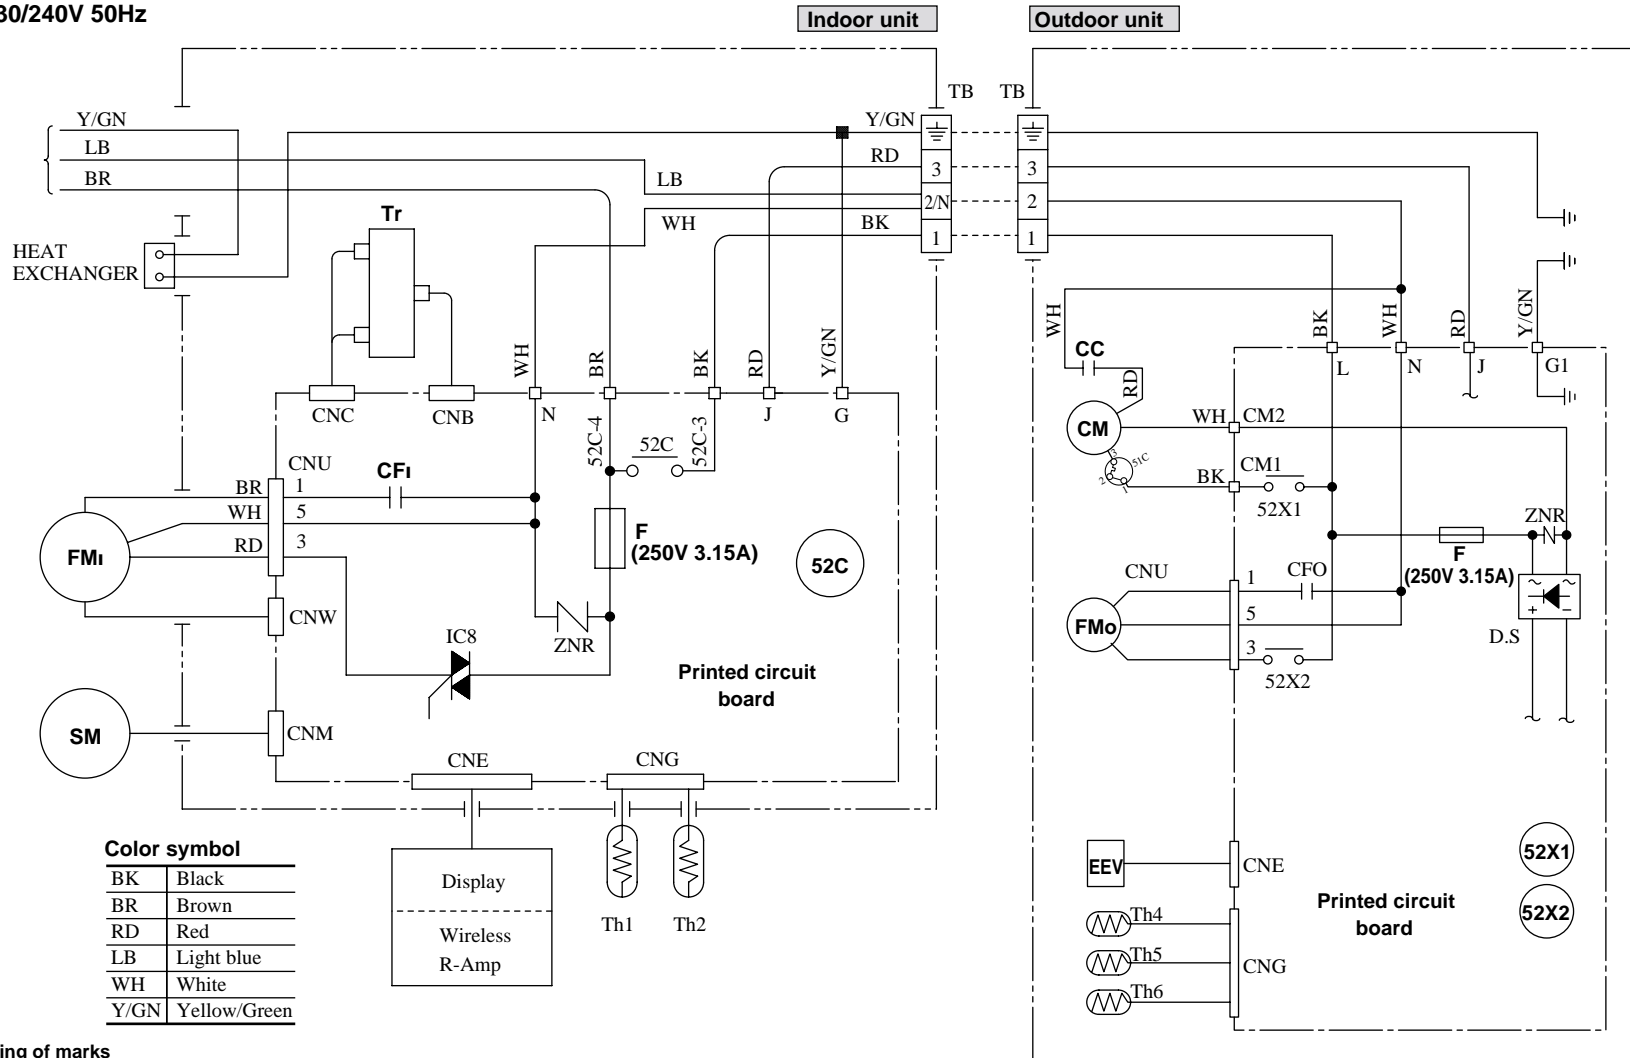 30/240V 50Hz
Indoor unit
Outdoor unit
TB
TB
Y/GN
LB
BR
Y/GN
RD
3
3
LB
2/N
2
WH
BK
1
1
Tr
HEAT
EXCHANGER
WH
BR
BK
RD
Y/GN
WH
BK
WH
RD
Y/GN
CC
RD
L
N
J
G1
CNC
CNB
N
52C-4
52C
52C-3
J
G
CM
WH
CM2
3
51C
2
1
BK
CM1
52X1
CNU
CFI
BR
1
WH
5
RD
3
FMI
F
(250V 3.15A)
52C
ZNR
F
(250V 3.15A)
CNU
1
CFO
5
FMo
3
52X2
D.S
CNW
IC8
ZNR
Printed circuit
board
SM
CNM
CNE
CNG
Display
Wireless
R-Amp
Th1
Th2
Color symbol
BK Black
BR Brown
RD Red
LB Light blue
WH White
Y/GN Yellow/Green
EEV
CNE
Th4
Th5
Th6
CNG
Printed circuit
board
52X1
52X2
ing of marks